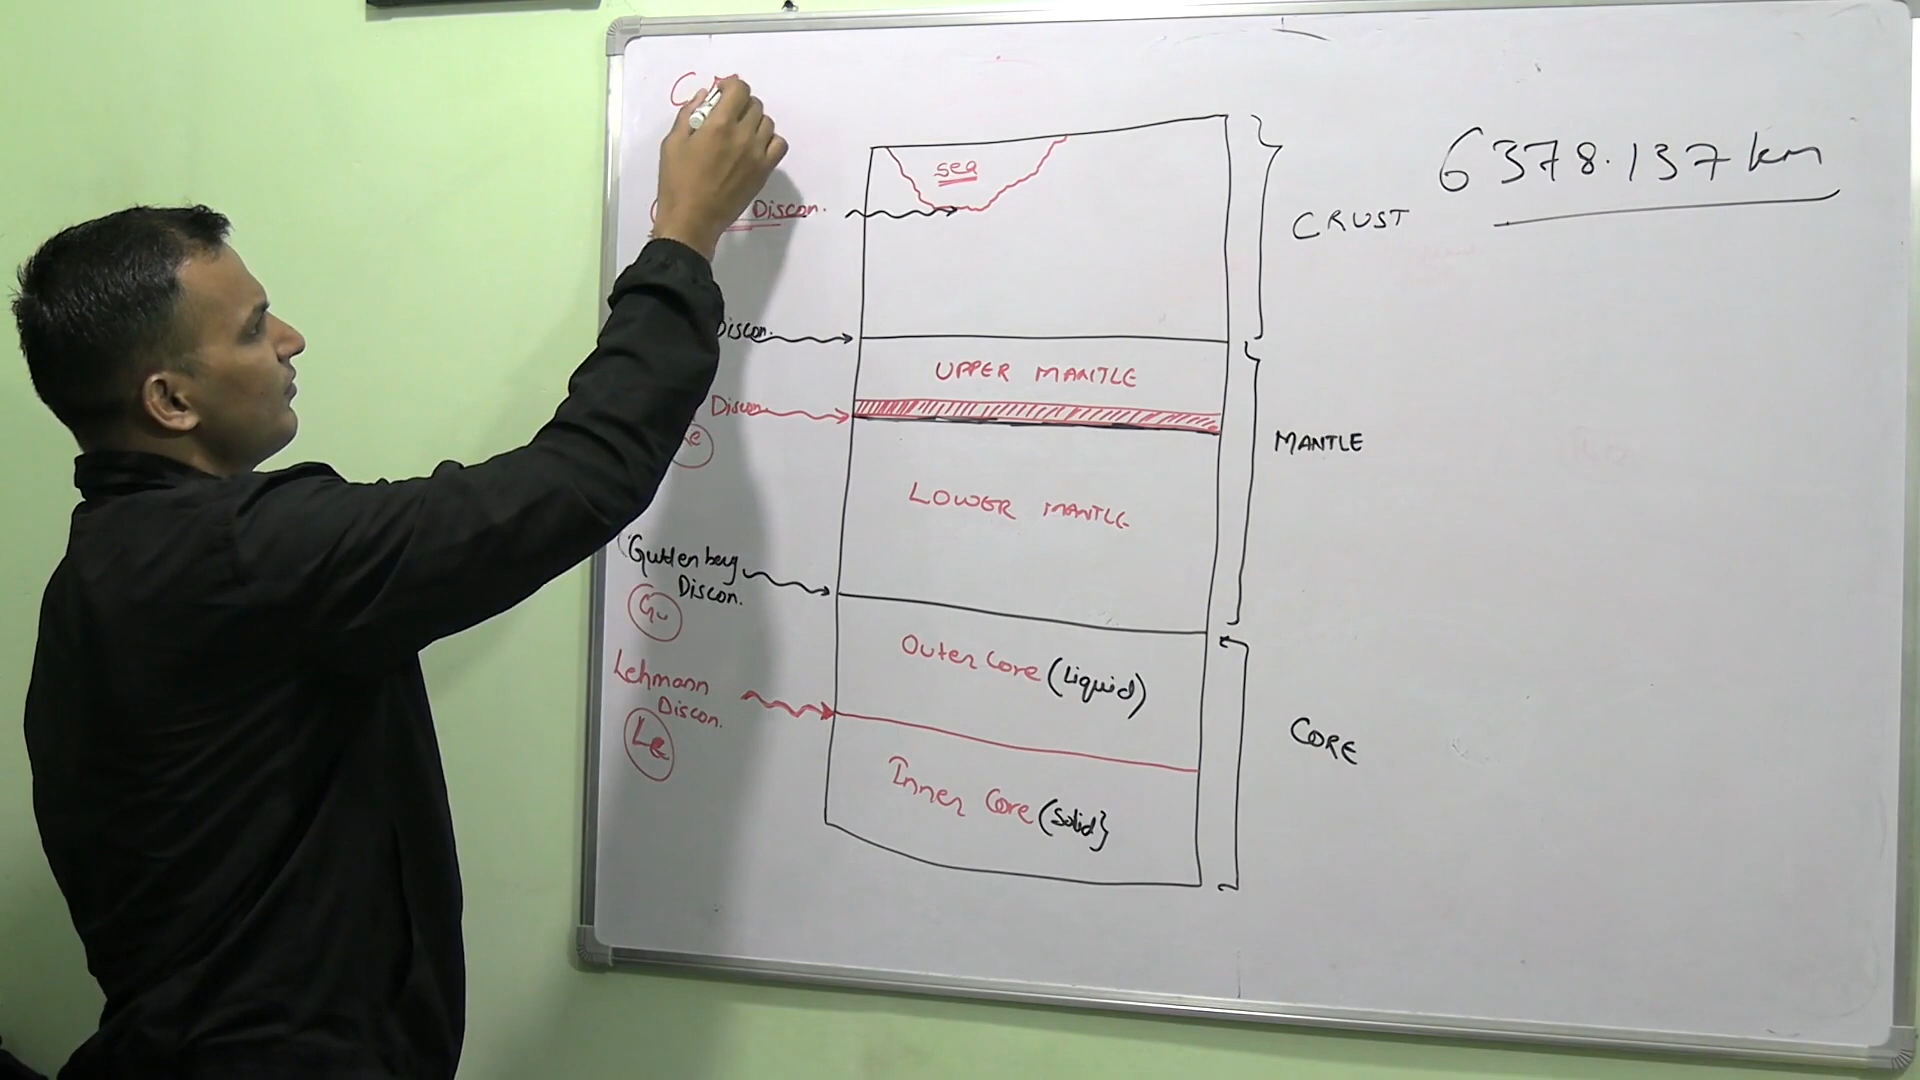 sea
Discon.
6378.137 km
CRUST
Discon.
UPPER MANTLE
Discon.
MANTLE
LOWER MANTLE
Guttenberg
Discon.
Gu
Outer Core (Liquid)
Lehmann
Discon.
Le
CORE
Inner Core (Solid}